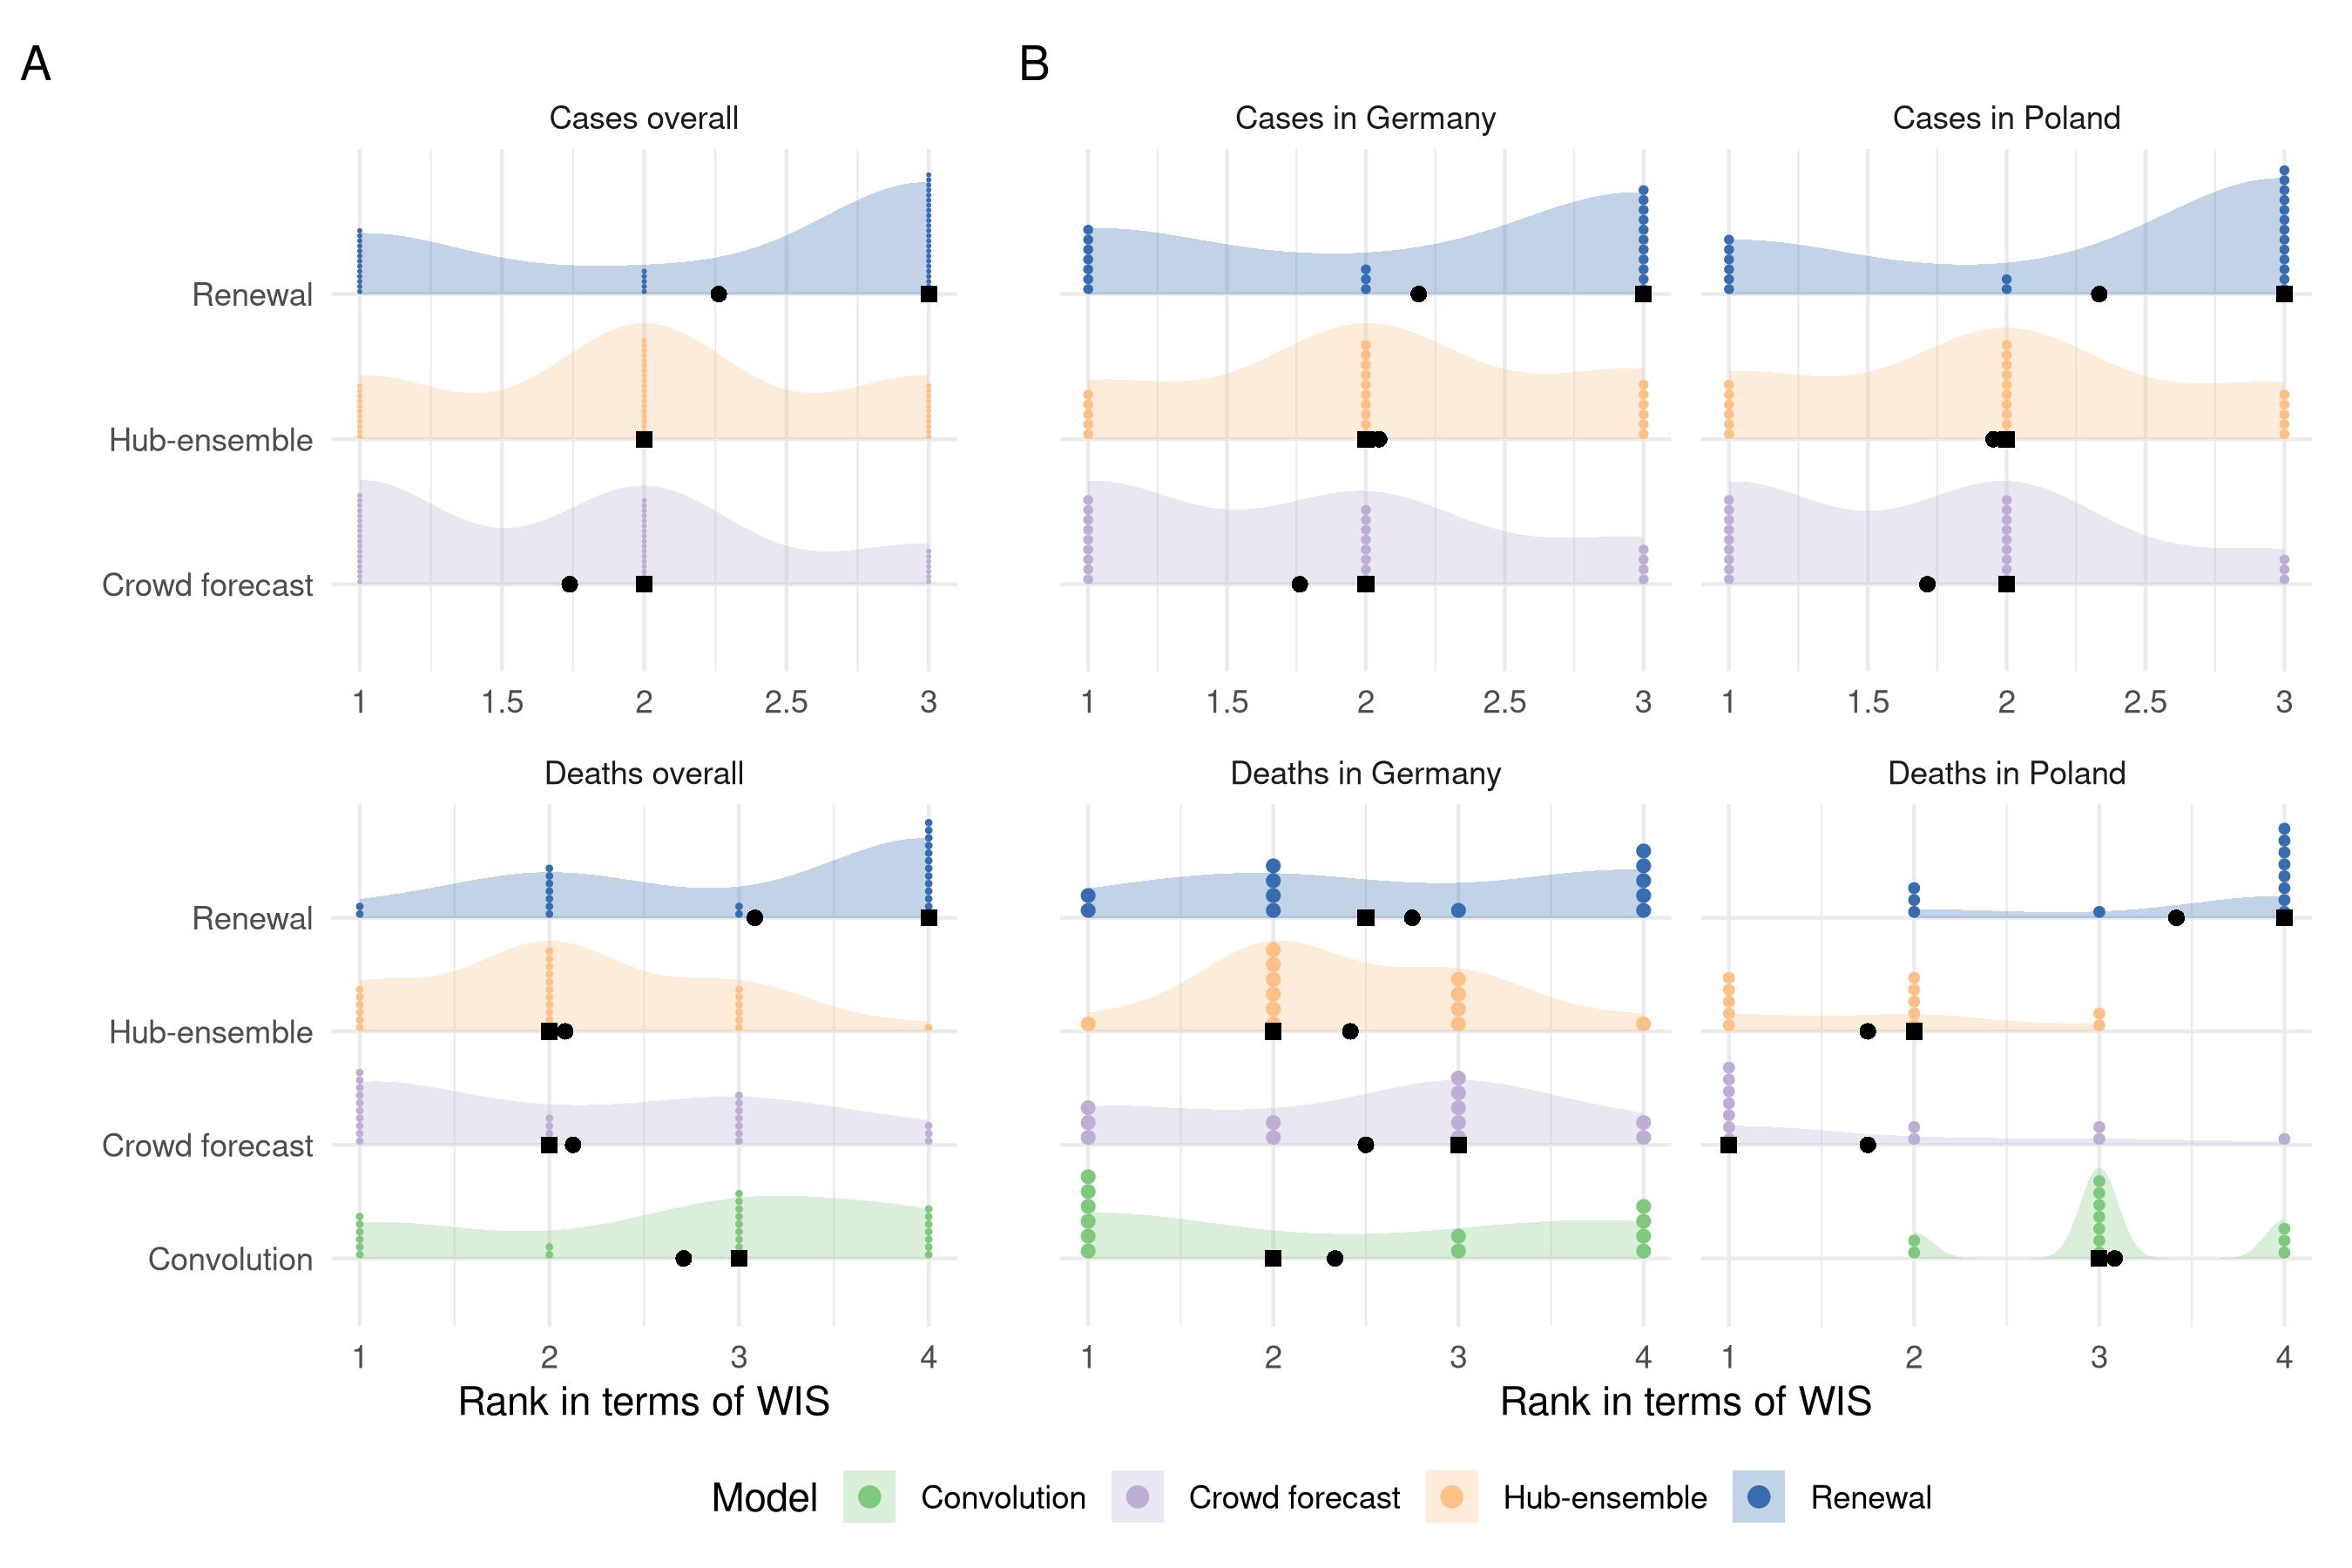 A
B
Cases overall
Cases in Germany
Cases in Poland
Renewal
Hub-ensemble
Crowd forecast
1 1.5 2 2.5 3
1 1.5 2 2.5 3
1 1.5 2 2.5 3
Deaths overall
Deaths in Germany
Deaths in Poland
Renewal
Hub-ensemble
Crowd forecast
Convolution
1 2 3 4
1 2 3 4
1 2 3 4
Rank in terms of WIS
Rank in terms of WIS
Model Convolution Crowd forecast Hub-ensemble Renewal